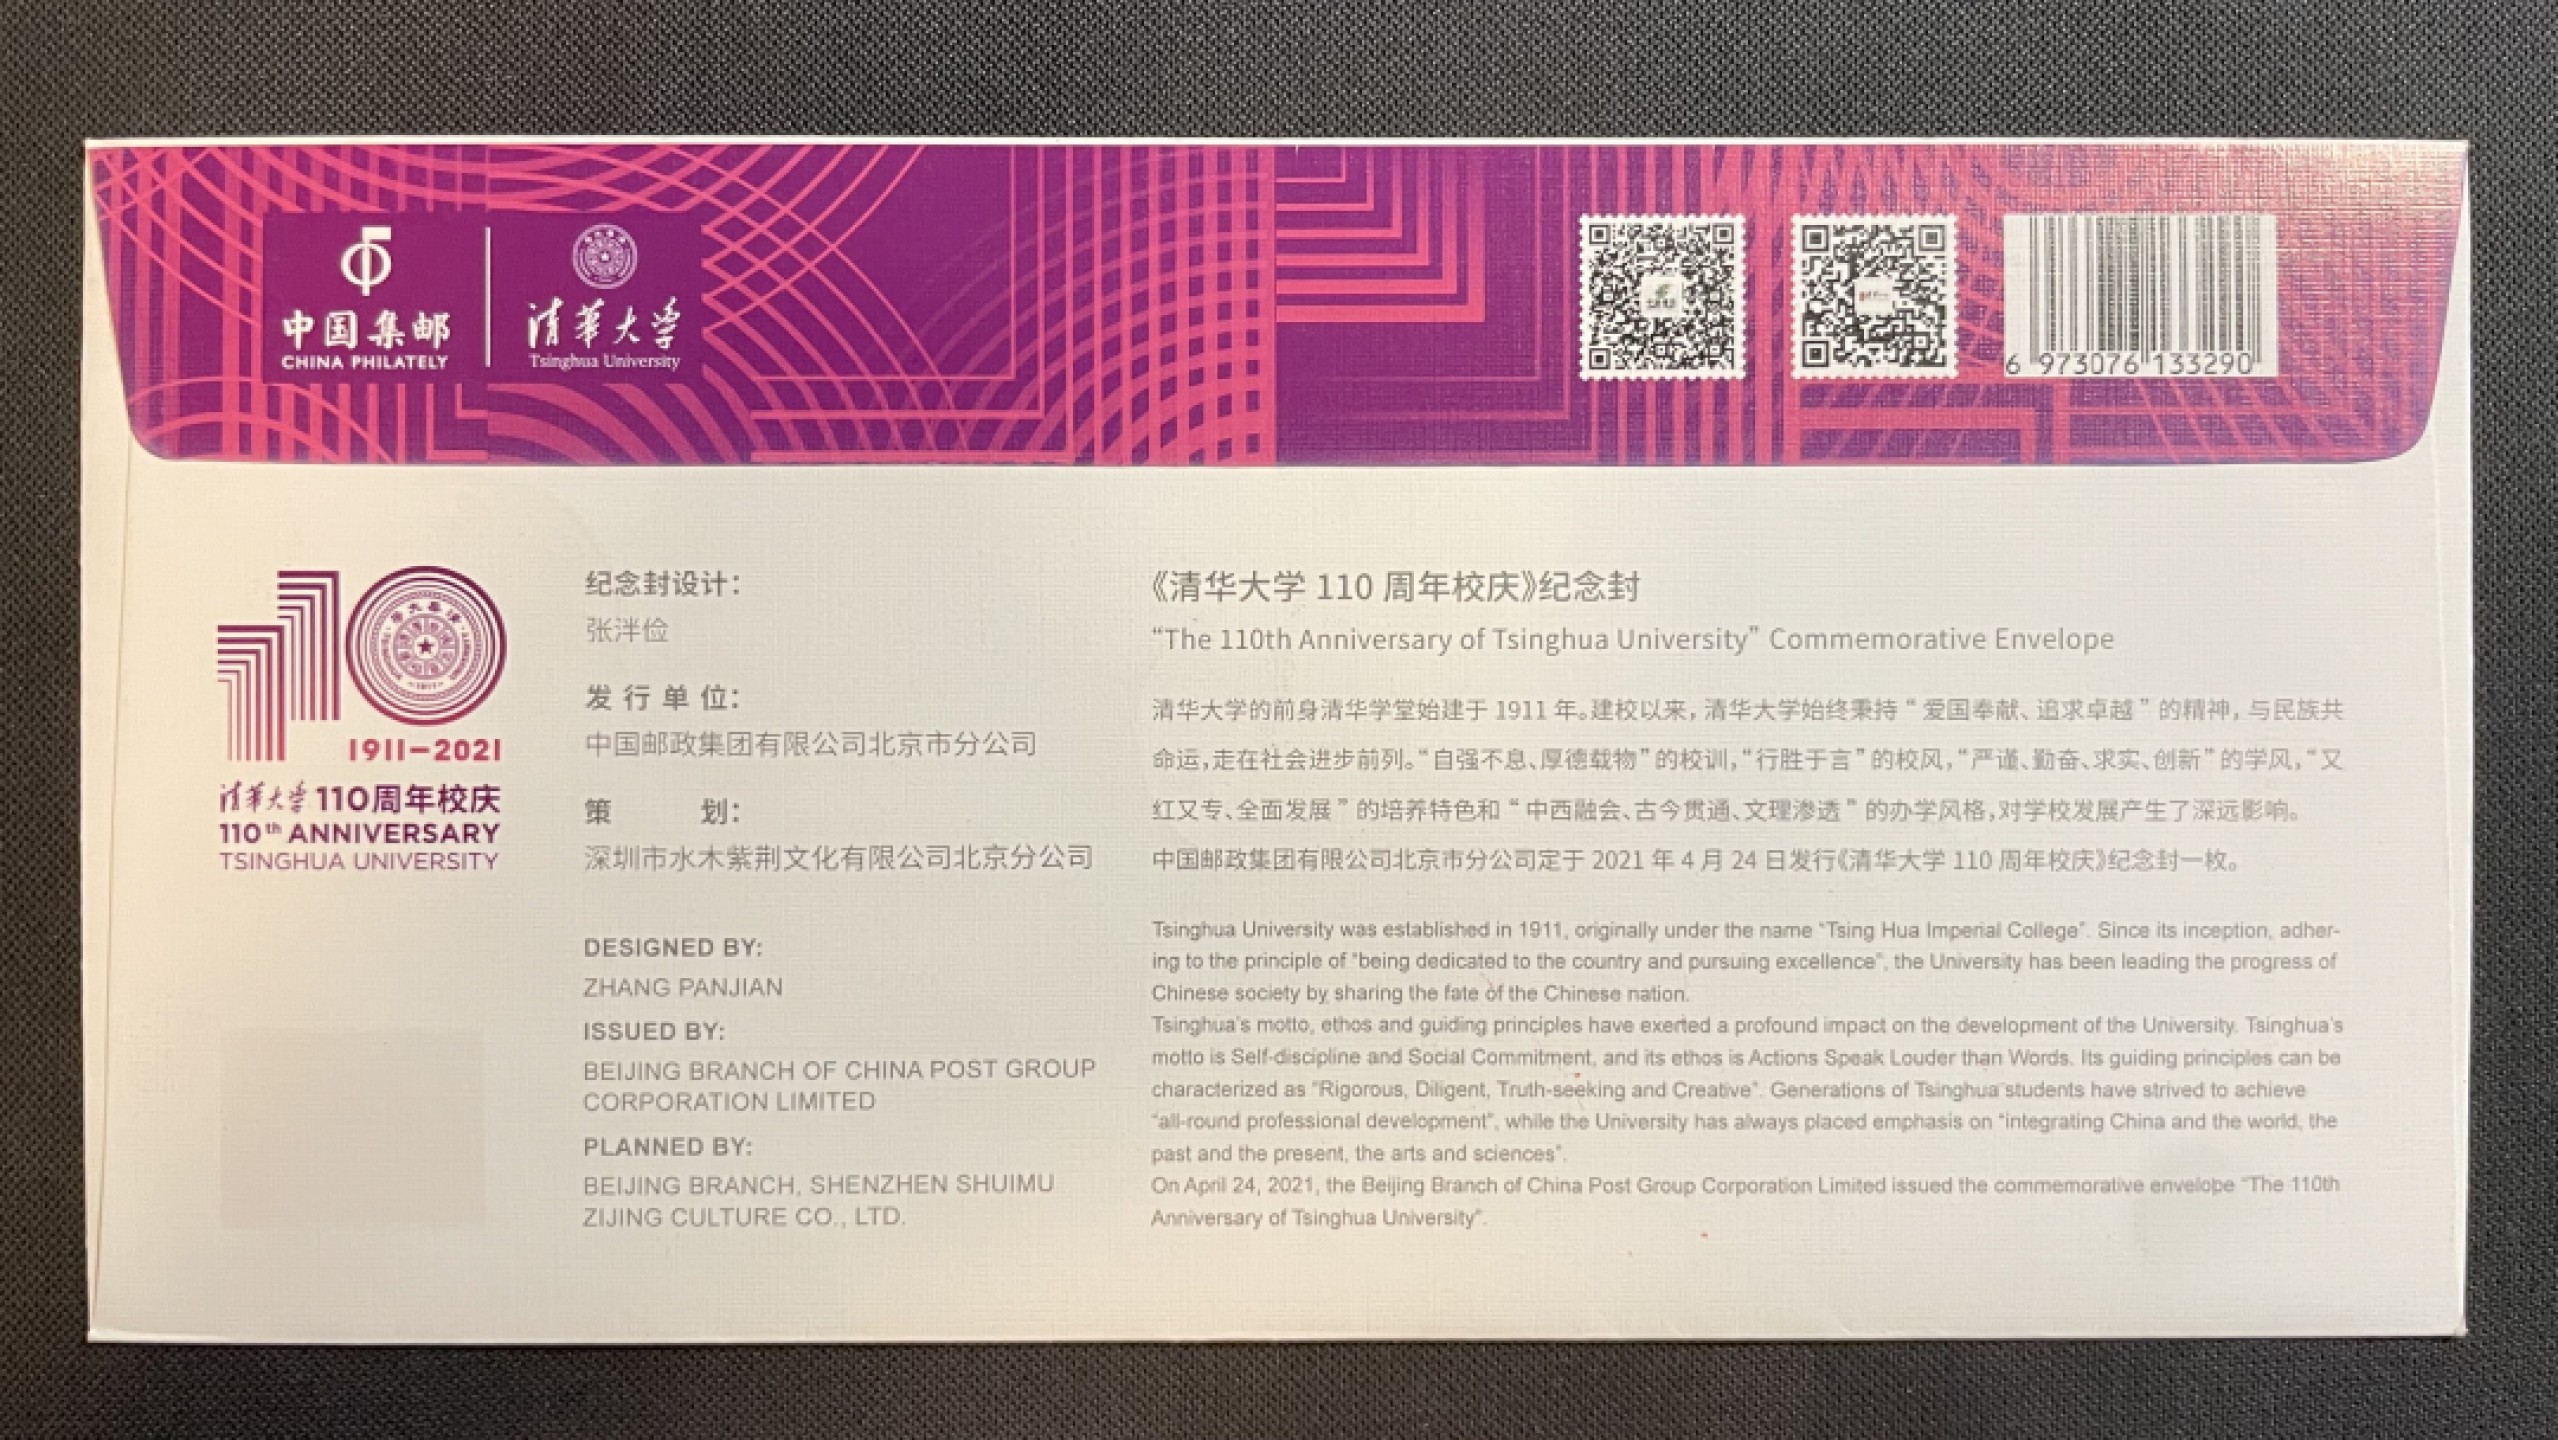 中国集邮
CHINA PHILATELY
清華大学
Tsinghua University
6 973076 133290
1911-2021
清華大学 110周年校庆
110th ANNIVERSARY
TSINGHUA UNIVERSITY
纪念封设计：
张泮俭
发行单位：
中国邮政集团有限公司北京市分公司
策划：
深圳市水木紫荆文化有限公司北京分公司
DESIGNED BY:
ZHANG PANJIAN
ISSUED BY:
BEIJING BRANCH OF CHINA POST GROUP
CORPORATION LIMITED
PLANNED BY:
BEIJING BRANCH, SHENZHEN SHUIMU
ZIJING CULTURE CO., LTD.
《清华大学 110 周年校庆》纪念封
“The 110th Anniversary of Tsinghua University” Commemorative Envelope
清华大学的前身清华学堂始建于 1911 年。建校以来，清华大学始终秉持“爱国奉献、追求卓越”的精神，与民族共
命运，走在社会进步前列。“自强不息、厚德载物”的校训，“行胜于言”的校风，“严谨、勤奋、求实、创新”的学风，“又
红又专、全面发展”的培养特色和“中西融会、古今贯通、文理渗透”的办学风格，对学校发展产生了深远影响。
中国邮政集团有限公司北京市分公司定于 2021 年 4 月 24 日发行《清华大学 110 周年校庆》纪念封一枚。
Tsinghua University was established in 1911, originally under the name “Tsing Hua Imperial College”. Since its inception, adher-
ing to the principle of “being dedicated to the country and pursuing excellence”, the University has been leading the progress of
Chinese society by sharing the fate of the Chinese nation.
Tsinghua’s motto, ethos and guiding principles have exerted a profound impact on the development of the University. Tsinghua’s
motto is Self-discipline and Social Commitment, and its ethos is Actions Speak Louder than Words. Its guiding principles can be
characterized as “Rigorous, Diligent, Truth-seeking and Creative”. Generations of Tsinghua students have strived to achieve
“all-round professional development”, while the University has always placed emphasis on “integrating China and the world, the
past and the present, the arts and sciences”.
On April 24, 2021, the Beijing Branch of China Post Group Corporation Limited issued the commemorative envelope “The 110th
Anniversary of Tsinghua University”.